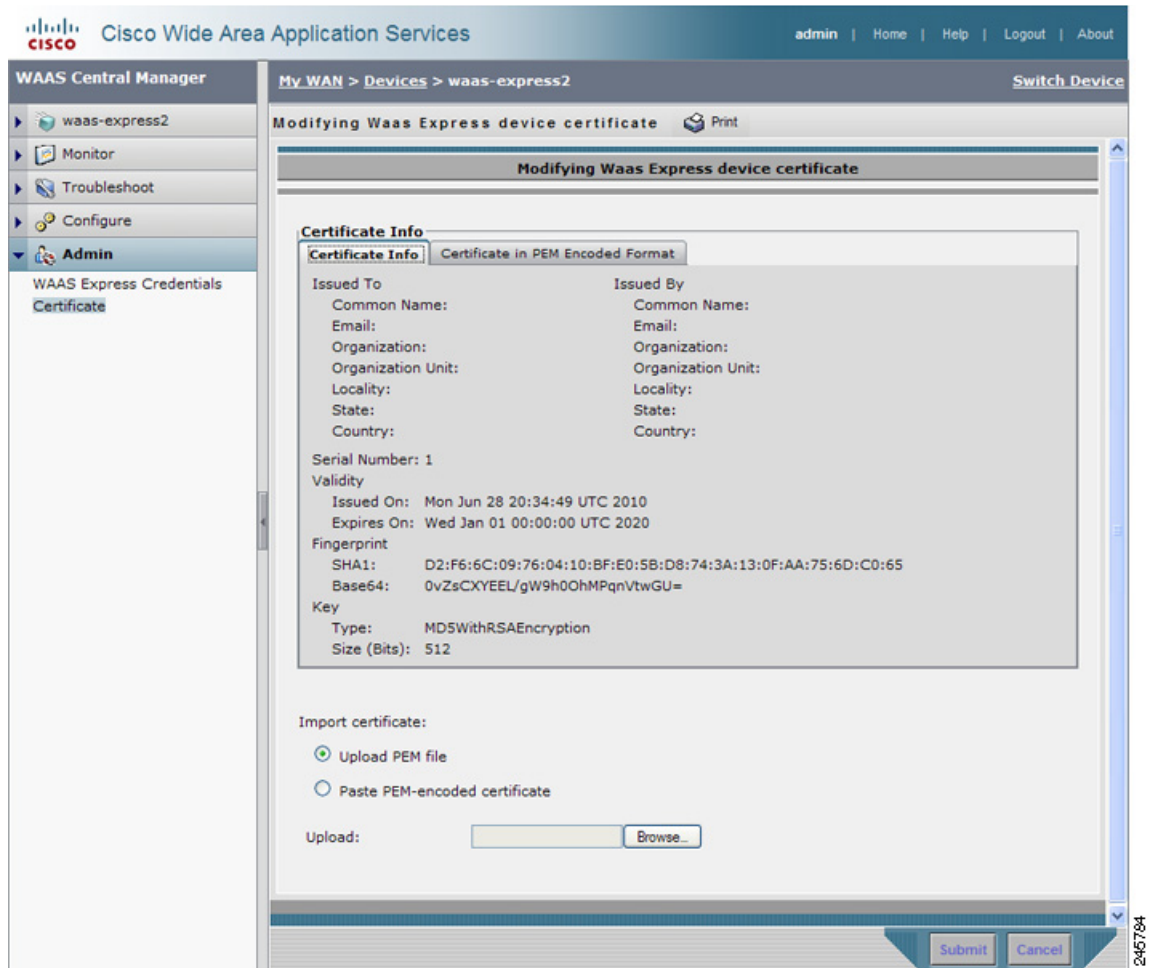 CISCO
Cisco Wide Area Application Services
admin | Home | Help | Logout | About
WAAS Central Manager
My WAN > Devices > waas-express2
Switch Device
waas-express2
Monitor
Troubleshoot
Configure
Admin
WAAS Express Credentials
Certificate
Modifying Waas Express device certificate
Print
Modifying Waas Express device certificate
Certificate Info
Certificate Info
Certificate in PEM Encoded Format
Issued To
Common Name:
Email:
Organization:
Organization Unit:
Locality:
State:
Country:
Issued By
Common Name:
Email:
Organization:
Organization Unit:
Locality:
State:
Country:
Serial Number: 1
Validity
Issued On: Mon Jun 28 20:34:49 UTC 2010
Expires On: Wed Jan 01 00:00:00 UTC 2020
Fingerprint
SHA1: D2:F6:6C:09:76:04:10:BF:E0:5B:D8:74:3A:13:0F:AA:75:6D:C0:65
Base64: 0vZsCXYEEL/gW9h0OhMPqnVtwGU=
Key
Type: MD5WithRSAEncryption
Size (Bits): 512
Import certificate:
Upload PEM file
Paste PEM-encoded certificate
Upload:
Browse...
Submit
Cancel
245784